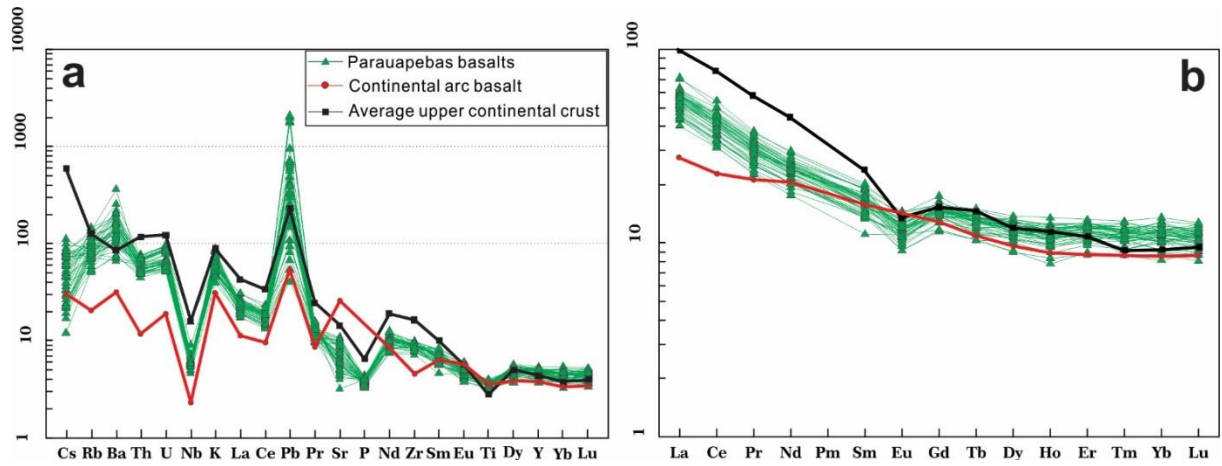 a
10000
1000
100
10
1
Parauapebas basalts
Continental arc basalt
Average upper continental crust
Cs Rb Ba Th U Nb K La Ce Pb Pr Sr P Nd Zr Sm Eu Ti Dy Y Yb Lu
b
100
10
1
La Ce Pr Nd Pm Sm Eu Gd Tb Dy Ho Er Tm Yb Lu